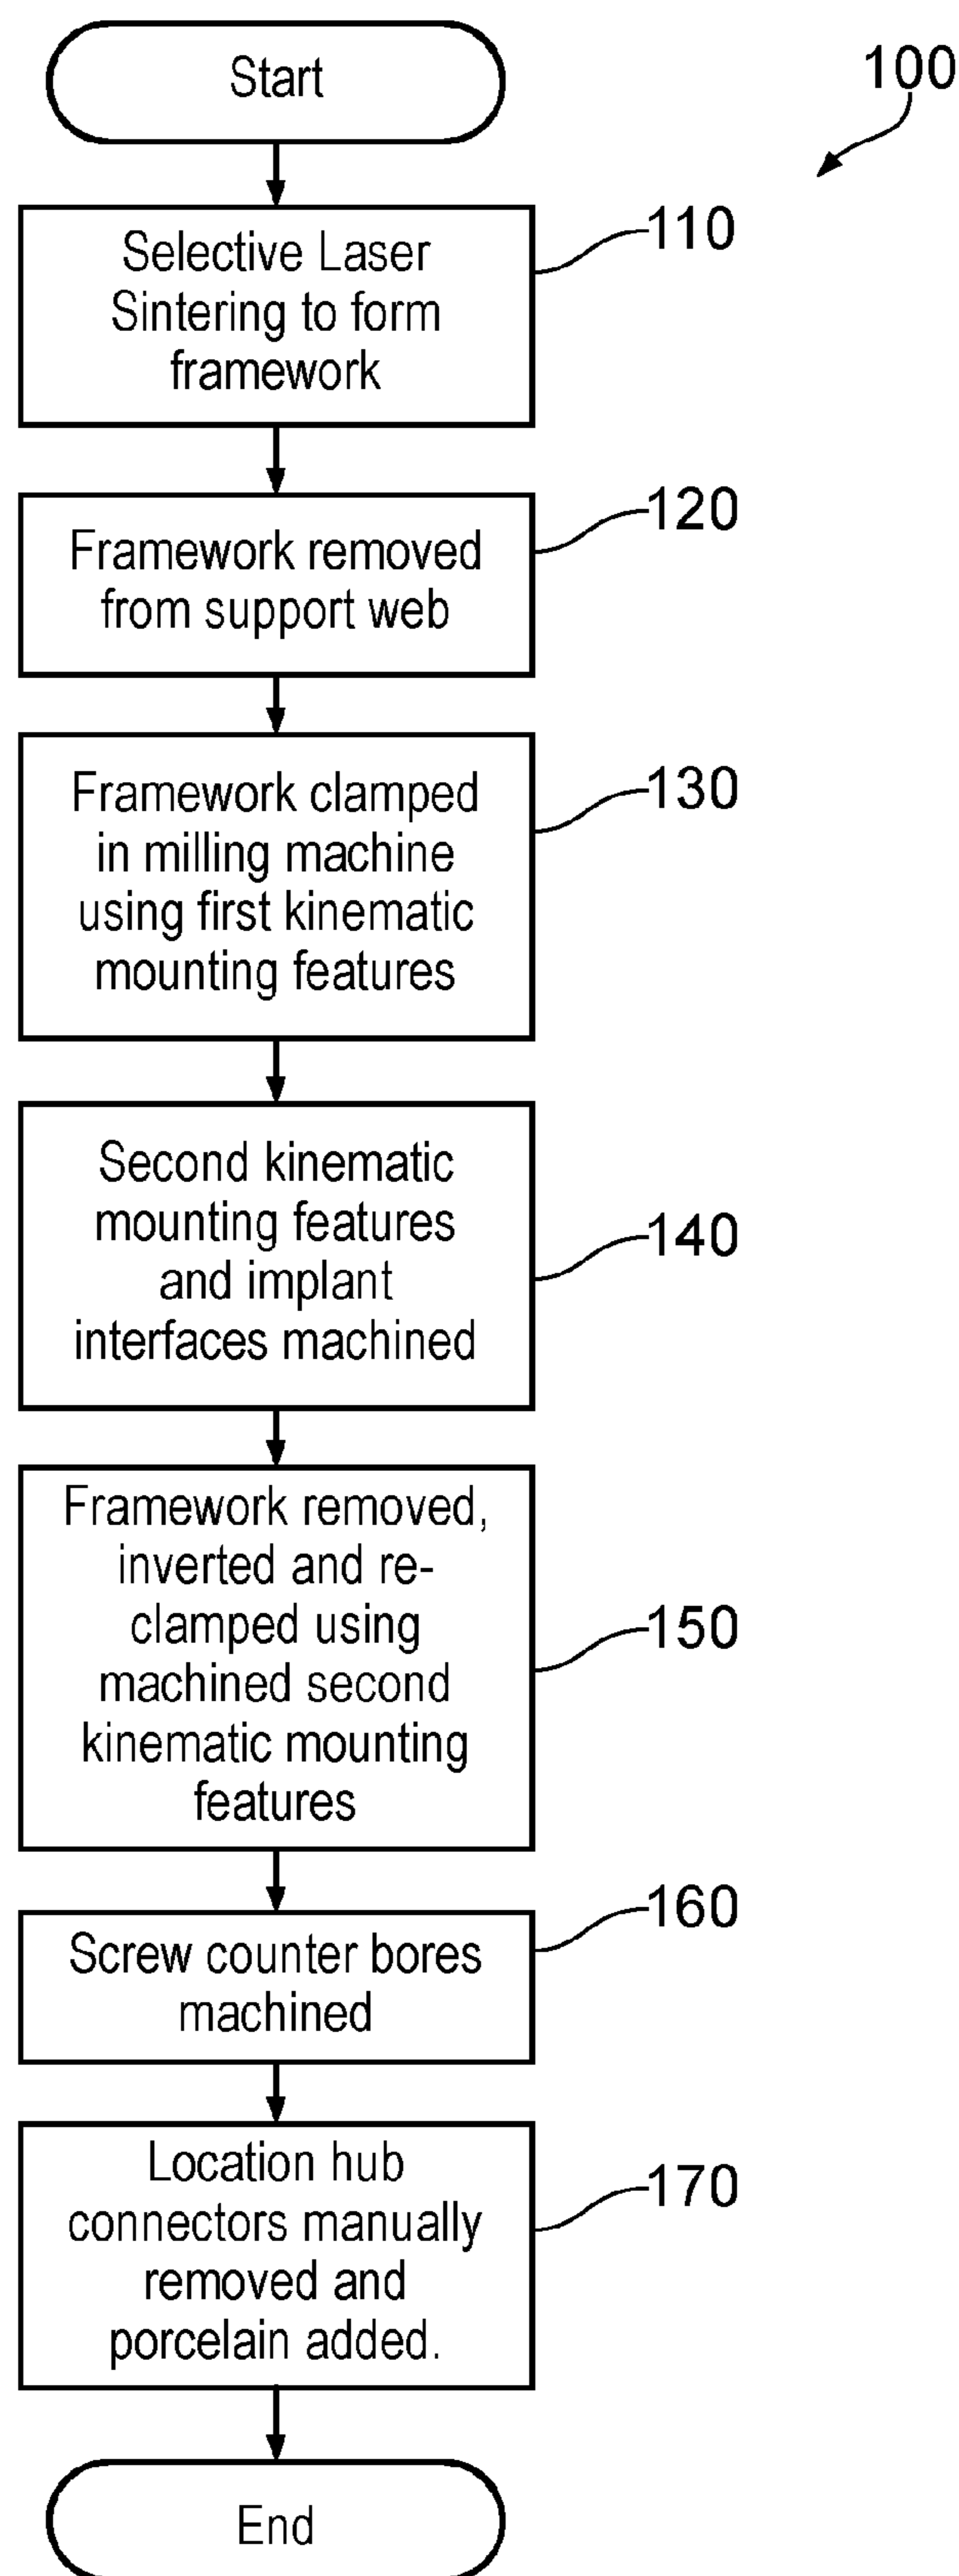 Start
100
Selective Laser
Sintering to form
framework
110
Framework removed
from support web
120
Framework clamped
in milling machine
using first kinematic
mounting features
130
Second kinematic
mounting features
and implant
interfaces machined
140
Framework removed,
inverted and re-
clamped using
machined second
kinematic mounting
features
150
Screw counter bores
machined
160
Location hub
connectors manually
removed and
porcelain added.
170
End